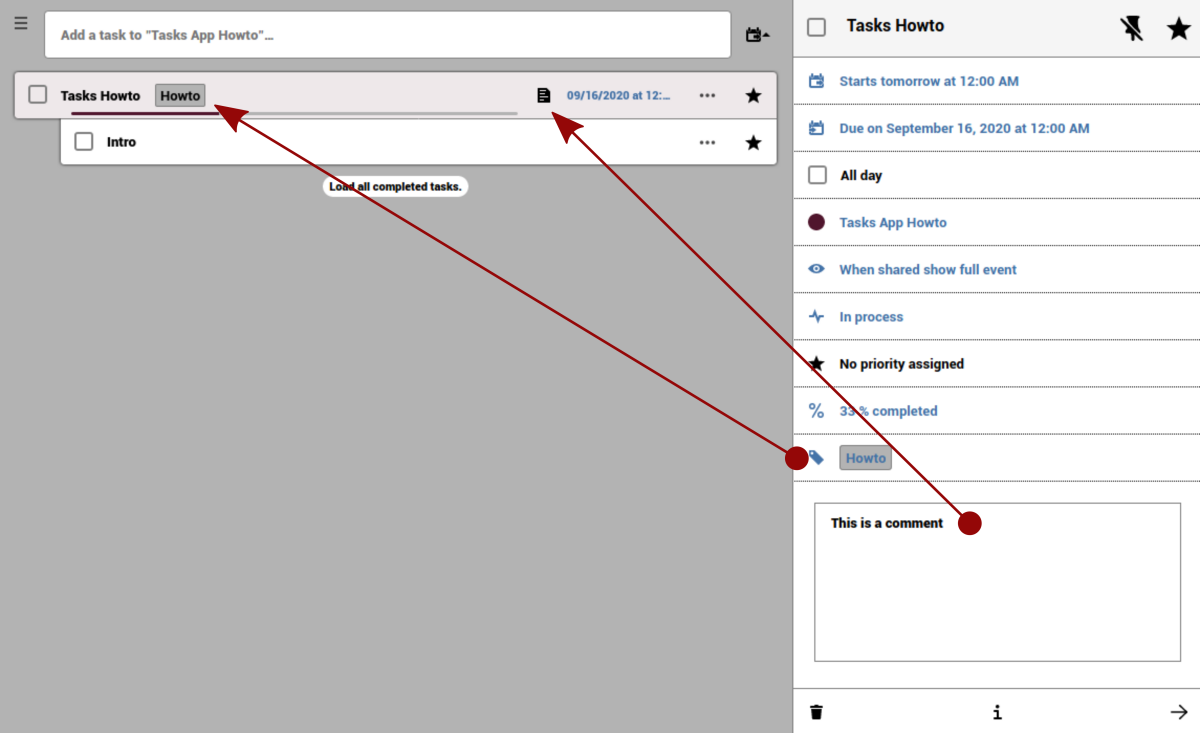 Add a task to "Tasks App Howto"…
Tasks Howto Howto 09/16/2020 at 12:…
Intro
Load all completed tasks.
Tasks Howto
Starts tomorrow at 12:00 AM
Due on September 16, 2020 at 12:00 AM
All day
Tasks App Howto
When shared show full event
In process
No priority assigned
% 33 % completed
Howto
This is a comment